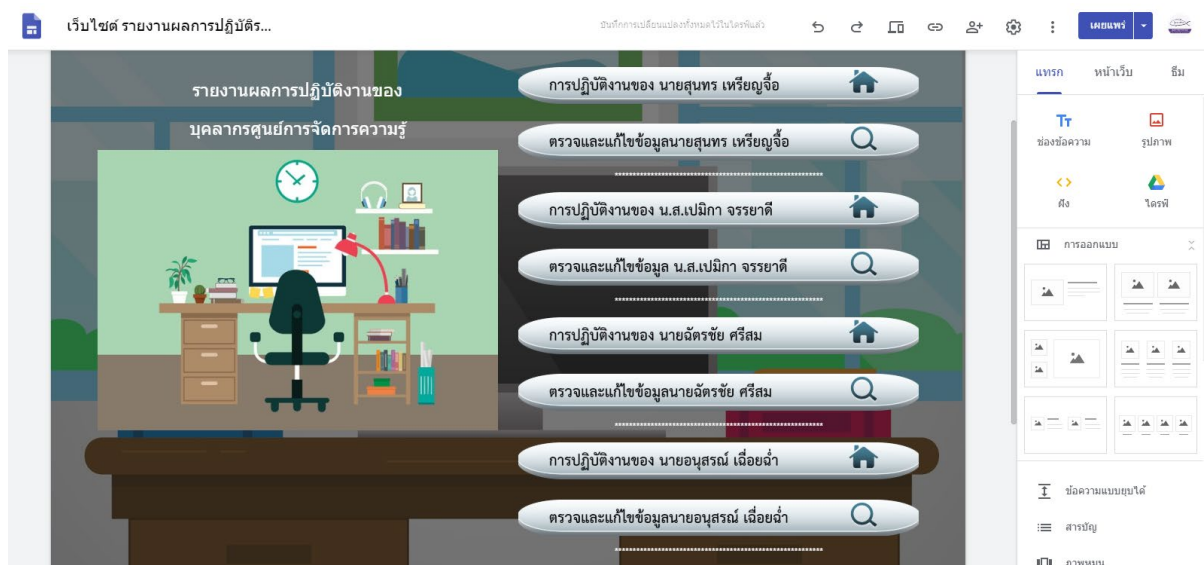 เว็บไซต์ รายงานผลการปฏิบัติร...
บันทึกการเปลี่ยนแปลงทั้งหมดไว้ในไดรฟ์แล้ว
เผยแพร่
รายงานผลการปฏิบัติงานของ
บุคลากรศูนย์การจัดการความรู้
การปฏิบัติงานของ นายสุนทร เหรียญจื้อ
ตรวจและแก้ไขข้อมูลนายสุนทร เหรียญจื้อ
การปฏิบัติงานของ น.ส.เปมิกา จรรยาดี
ตรวจและแก้ไขข้อมูล น.ส.เปมิกา จรรยาดี
การปฏิบัติงานของ นายฉัตรชัย ศรีสม
ตรวจและแก้ไขข้อมูลนายฉัตรชัย ศรีสม
การปฏิบัติงานของ นายอนุสรณ์ เฉื่อยฉ่ำ
ตรวจและแก้ไขข้อมูลนายอนุสรณ์ เฉื่อยฉ่ำ
แทรก หน้าเว็บ ธีม
ช่องข้อความ รูปภาพ
ฝัง ไดรฟ์
การออกแบบ
ข้อความแบบยุบได้
สารบัญ
ภาพหมุน